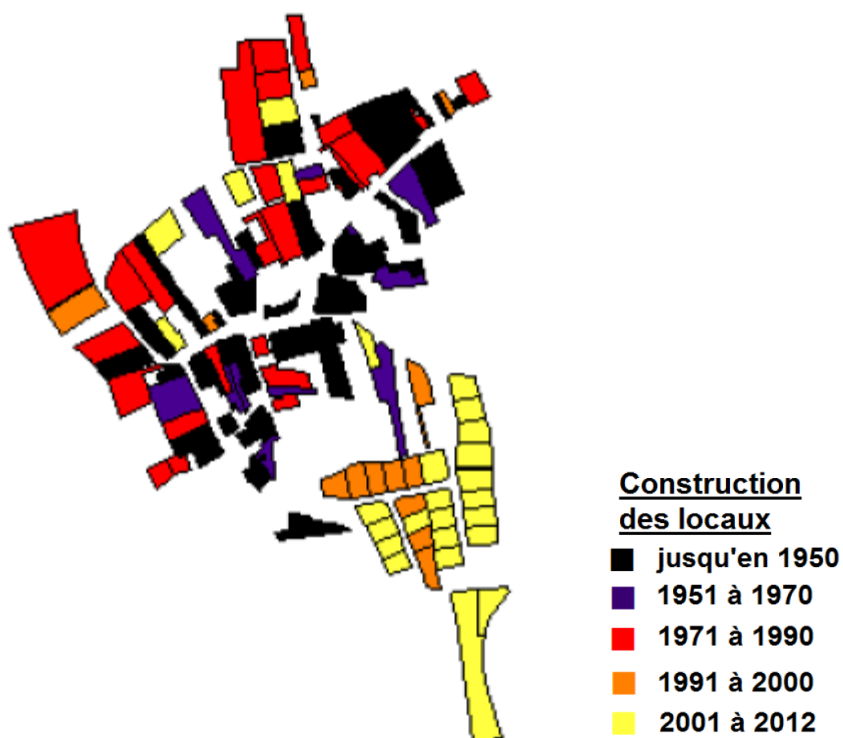 Construction
des locaux
jusqu'en 1950
1951 à 1970
1971 à 1990
1991 à 2000
2001 à 2012